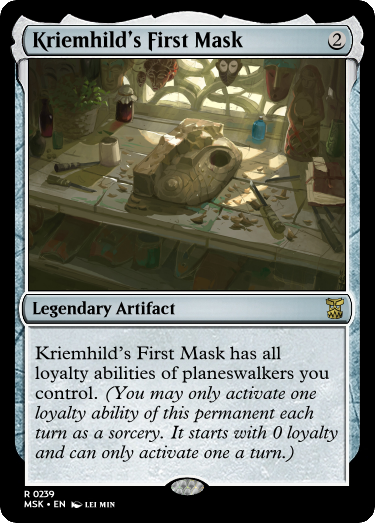 Kriemhild's First Mask 2
Legendary Artifact
Kriemhild's First Mask has all
loyalty abilities of planeswalkers you
control. (You may only activate one
loyalty ability of this permanent each
turn as a sorcery. It starts with 0 loyalty
and can only activate one a turn.)
R 0239
MSK • EN LEI MIN